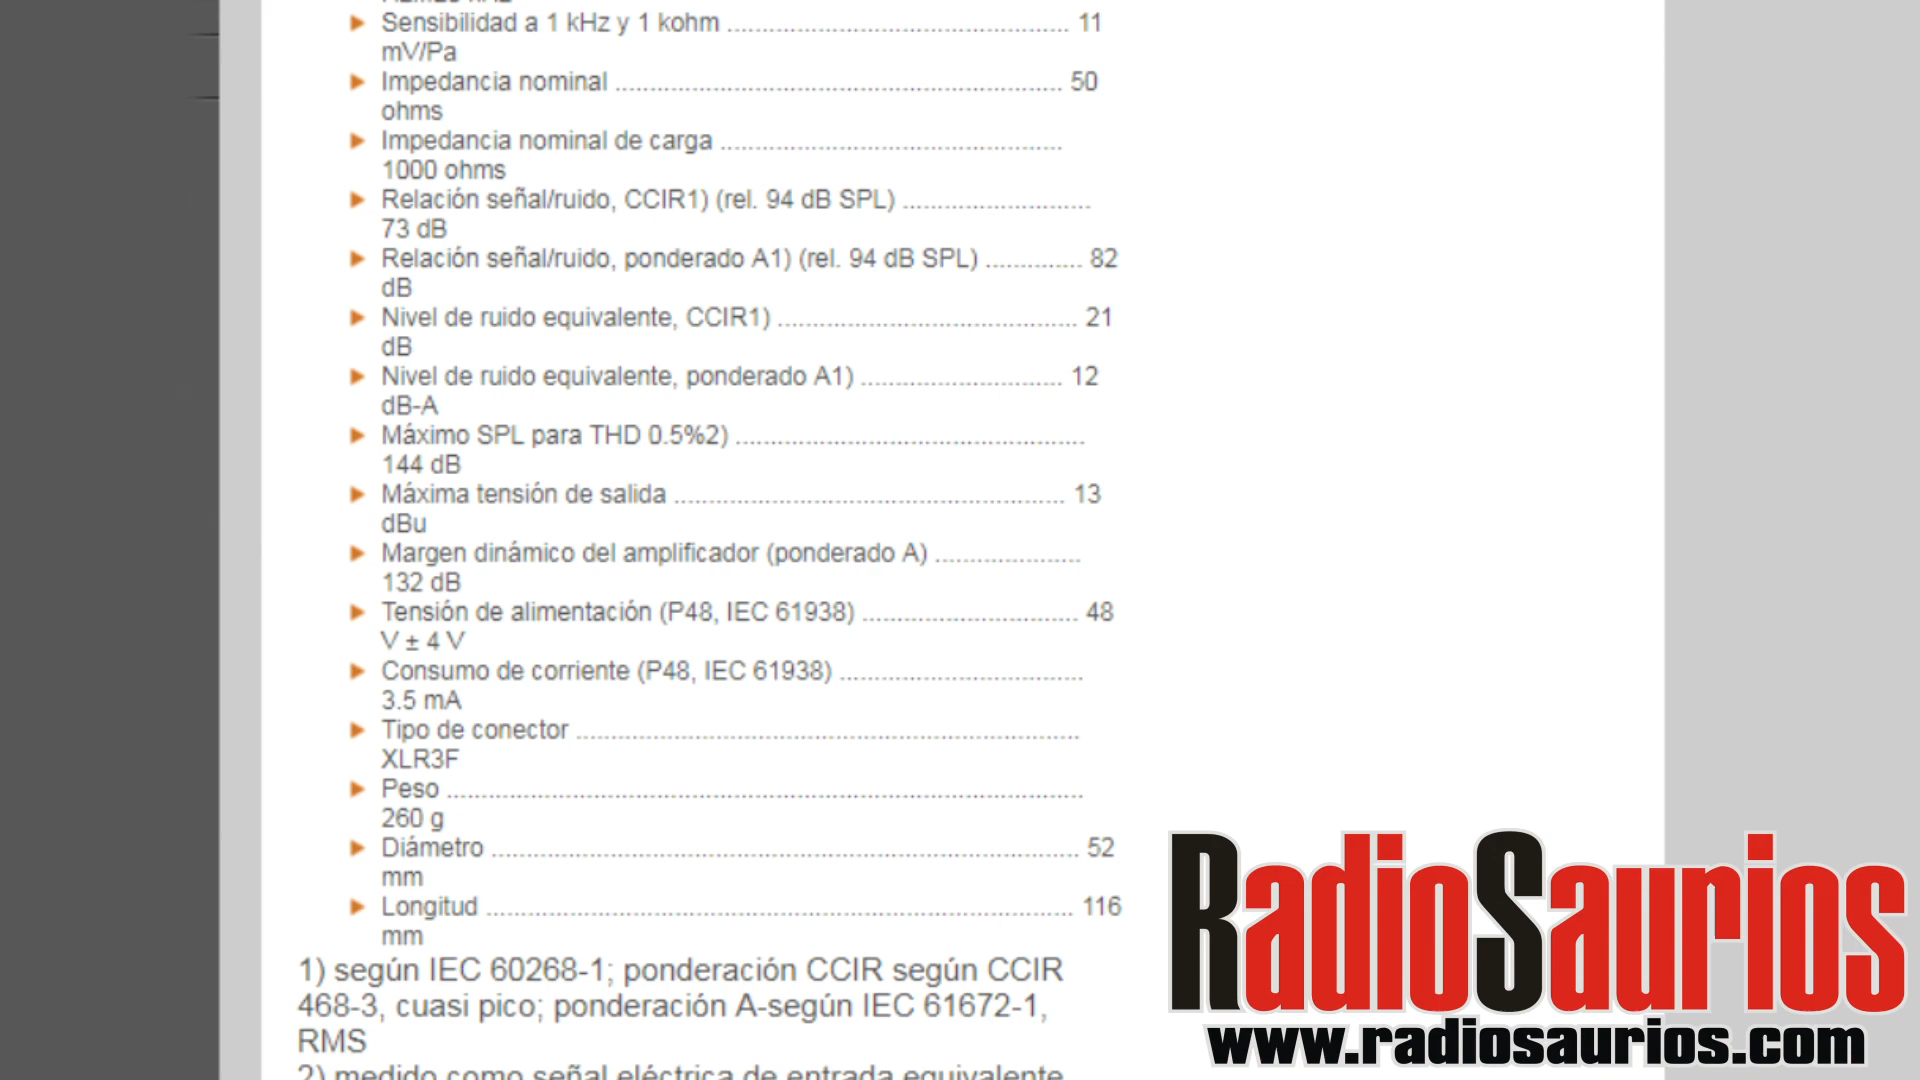 Sensibilidad a 1 kHz y 1 kohm ................................................. 11
mV/Pa
Impedancia nominal ................................................................ 50
ohms
Impedancia nominal de carga .................................................
1000 ohms
Relación señal/ruido, CCIR1) (rel. 94 dB SPL) ...........................
73 dB
Relación señal/ruido, ponderado A1) (rel. 94 dB SPL) .............. 82
dB
Nivel de ruido equivalente, CCIR1) ........................................... 21
dB
Nivel de ruido equivalente, ponderado A1) ............................. 12
dB-A
Máximo SPL para THD 0.5%2) ..................................................
144 dB
Máxima tensión de salida ........................................................ 13
dBu
Margen dinámico del amplificador (ponderado A) .....................
132 dB
Tensión de alimentación (P48, IEC 61938) ............................... 48
V ± 4 V
Consumo de corriente (P48, IEC 61938) ...................................
3.5 mA
Tipo de conector ........................................................................
XLR3F
Peso ...........................................................................................
260 g
Diámetro .................................................................................... 52
mm
Longitud .................................................................................... 116
mm
1) según IEC 60268-1; ponderación CCIR según CCIR
468-3, cuasi pico; ponderación A-según IEC 61672-1,
RMS
2) medido como señal eléctrica de entrada equivalente
RadioSaurios
www.radiosaurios.com